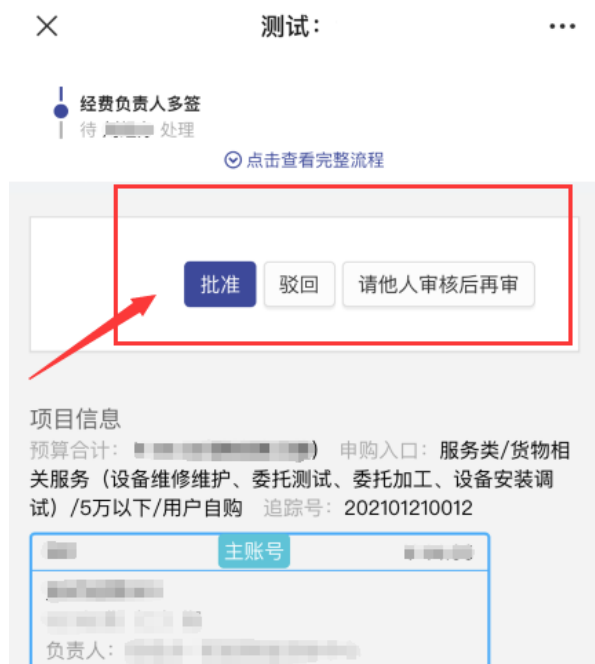 测试：
经费负责人多签
待 处理
点击查看完整流程
批准 驳回 请他人审核后再审
项目信息
预算合计： ) 申购入口：服务类/货物相
关服务（设备维修维护、委托测试、委托加工、设备安装调
试）/5万以下/用户自购 追踪号：202101210012
主账号
负责人：